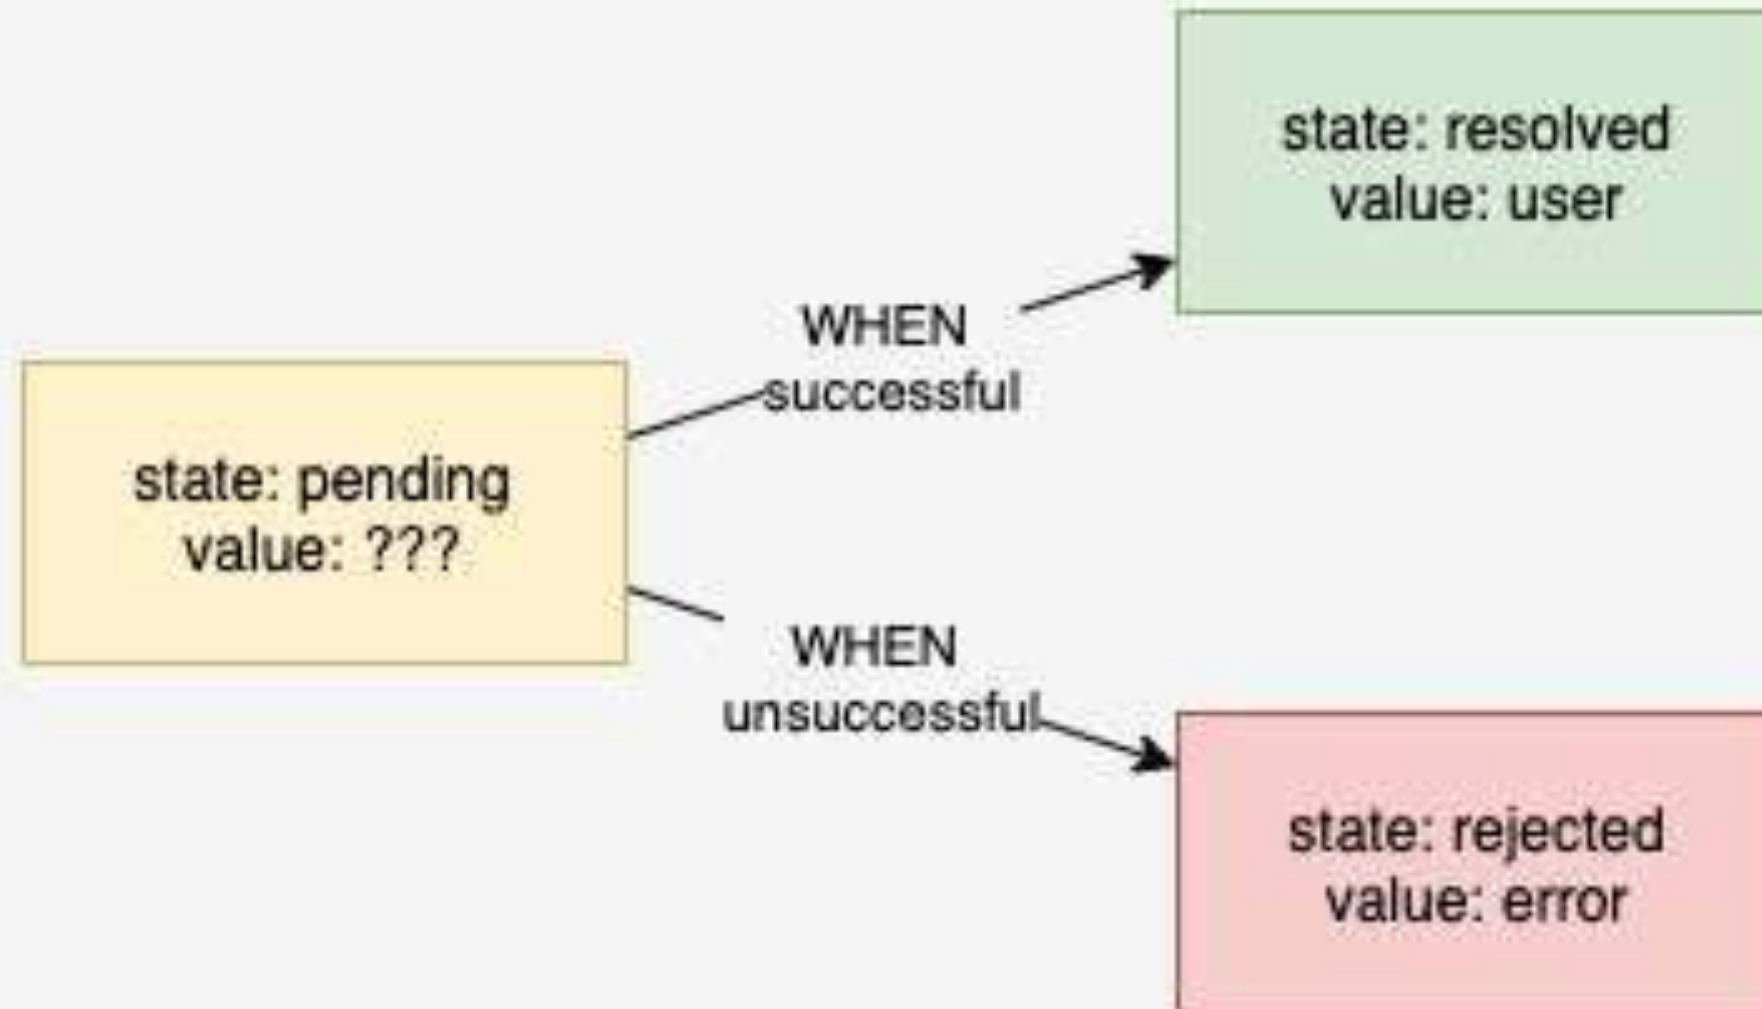 state: resolved
value: user
WHEN
successful
state: pending
value: ???
WHEN
unsuccessful
state: rejected
value: error